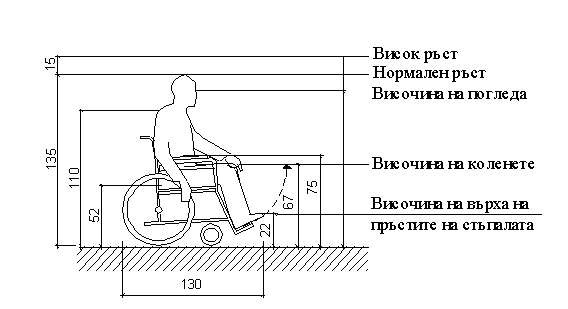 15
Висок ръст
Нормален ръст
Височина на погледа
135
110
Височина на коленете
75
67
52
Височина на върха на
пръстите на стъпалата
22
130